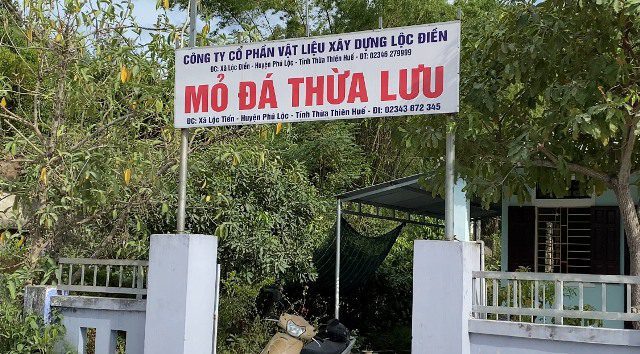 CÔNG TY CỔ PHẦN VẬT LIỆU XÂY DỰNG LỘC ĐIỀN
ĐC: Xã Lộc Điền - Huyện Phú Lộc - Tỉnh Thừa Thiên Huế - ĐT: 02346 279909
MỎ ĐÁ THỪA LƯU
ĐC: Xã Lộc Tiến - Huyện Phú Lộc - Tỉnh Thừa Thiên Huế - ĐI: 02343 872 345